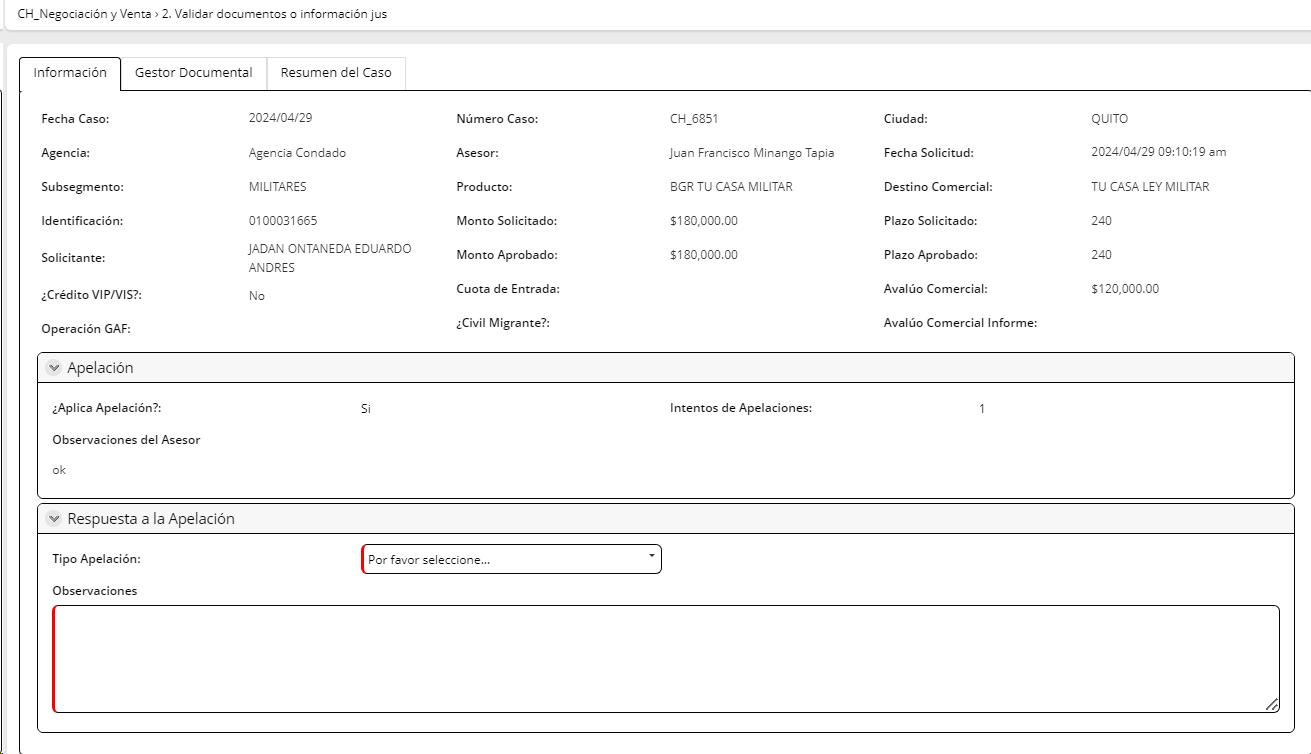 CH_Negociación y Venta › 2. Validar documentos o información jus
Información Gestor Documental Resumen del Caso
Fecha Caso: 2024/04/29 Número Caso: CH_6851 Ciudad: QUITO
Agencia: Agencia Condado Asesor: Juan Francisco Minango Tapia Fecha Solicitud: 2024/04/29 09:10:19 am
Subsegmento: MILITARES Producto: BGR TU CASA MILITAR Destino Comercial: TU CASA LEY MILITAR
Identificación: 0100031665 Monto Solicitado: $180,000.00 Plazo Solicitado: 240
Solicitante: JADAN ONTANEDA EDUARDO ANDRES Monto Aprobado: $180,000.00 Plazo Aprobado: 240
¿Crédito VIP/VIS?: No Cuota de Entrada: Avalúo Comercial: $120,000.00
Operación GAF: ¿Civil Migrante?: Avalúo Comercial Informe:
Apelación
¿Aplica Apelación?: Si Intentos de Apelaciones: 1
Observaciones del Asesor
ok
Respuesta a la Apelación
Tipo Apelación: Por favor seleccione...
Observaciones